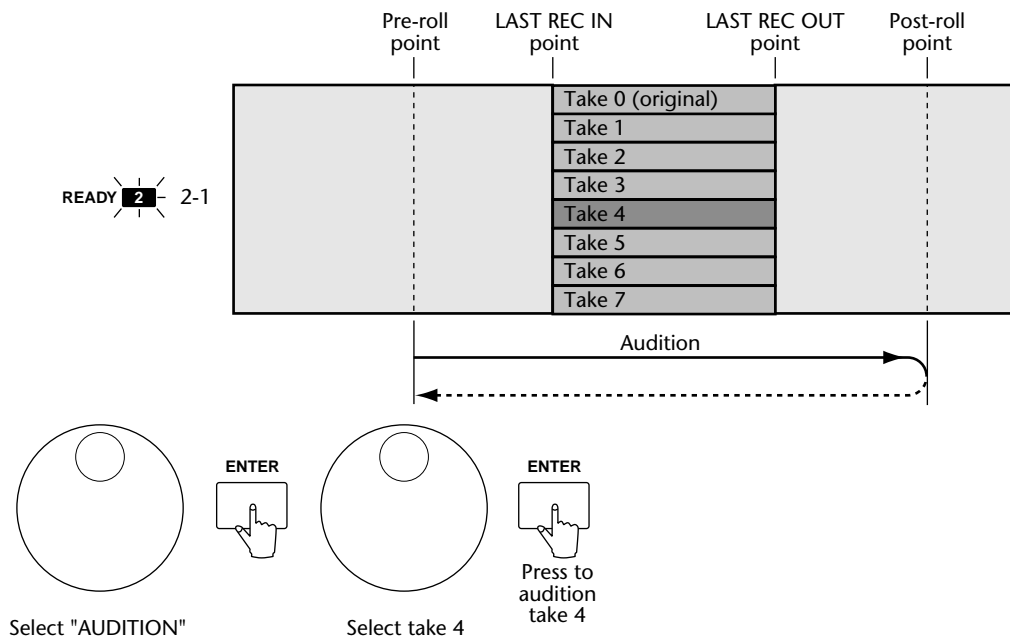 Pre-roll
point
LAST REC IN
point
LAST REC OUT
point
Post-roll
point
READY 2 2-1
Take 0 (original)
Take 1
Take 2
Take 3
Take 4
Take 5
Take 6
Take 7
Audition
ENTER
ENTER
Press to
audition
take 4
Select "AUDITION"
Select take 4